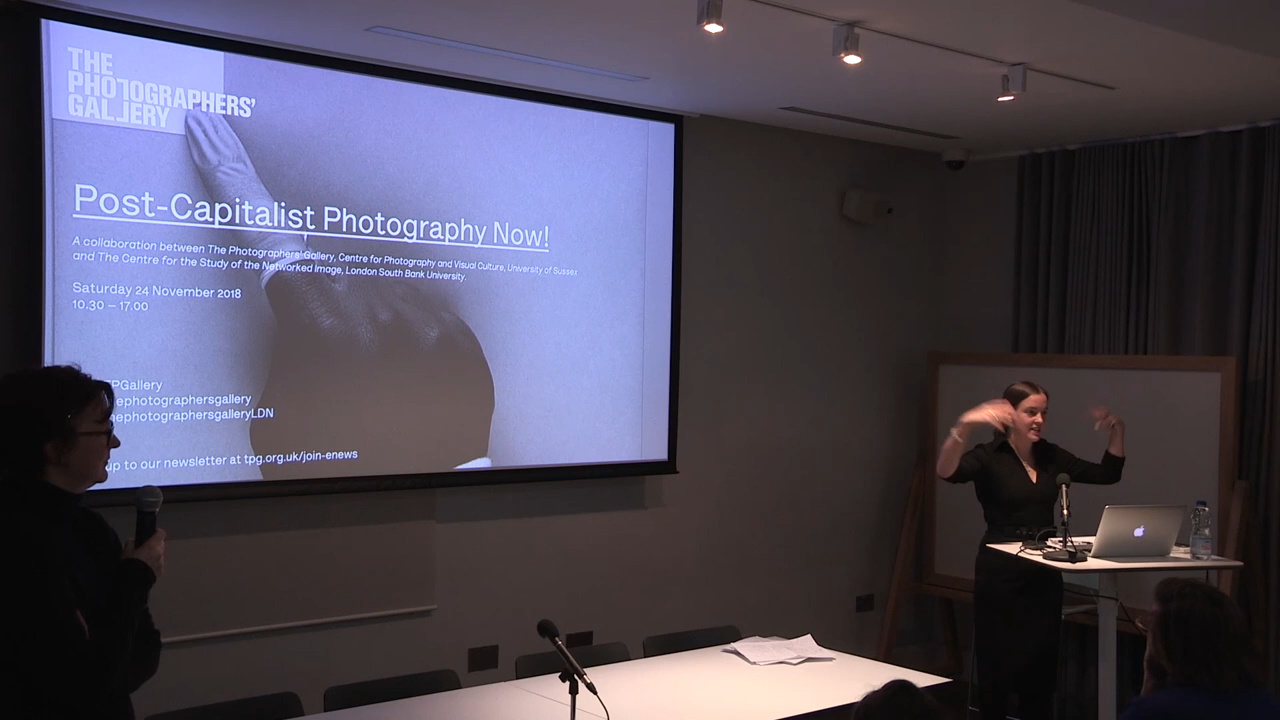 THE
PHOTOGRAPHERS'
GALLERY
Post-Capitalist Photography Now!
A collaboration between The Photographers' Gallery, Centre for Photography and Visual Culture, University of Sussex
and The Centre for the Study of the Networked Image, London South Bank University.
Saturday 24 November 2018
10.30 – 17.00
PGallery
ephotographersgallery
hephotographersgalleryLDN
up to our newsletter at tpg.org.uk/join-enews